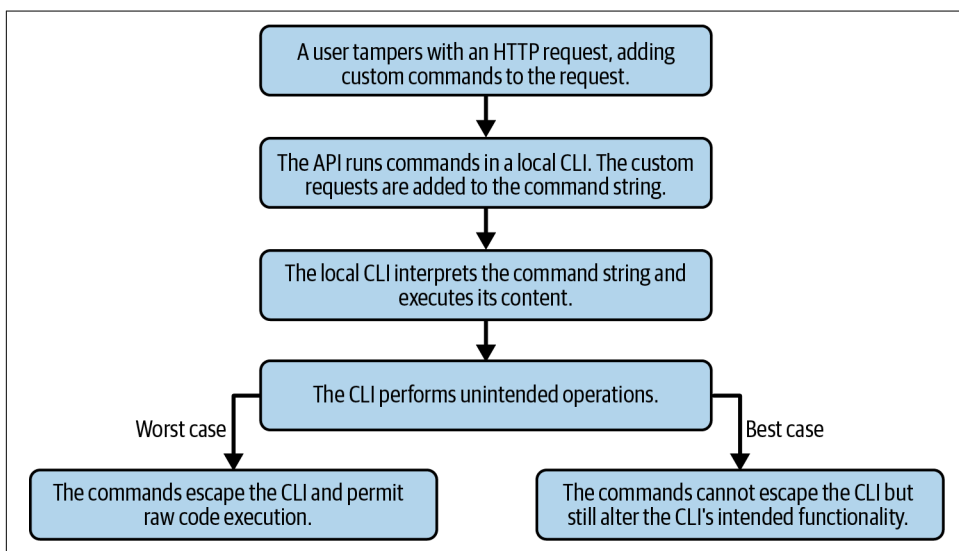 A user tampers with an HTTP request, adding
custom commands to the request.
The API runs commands in a local CLI. The custom
requests are added to the command string.
The local CLI interprets the command string and
executes its content.
The CLI performs unintended operations.
Worst case
Best case
The commands escape the CLI and permit
raw code execution.
The commands cannot escape the CLI but
still alter the CLI's intended functionality.